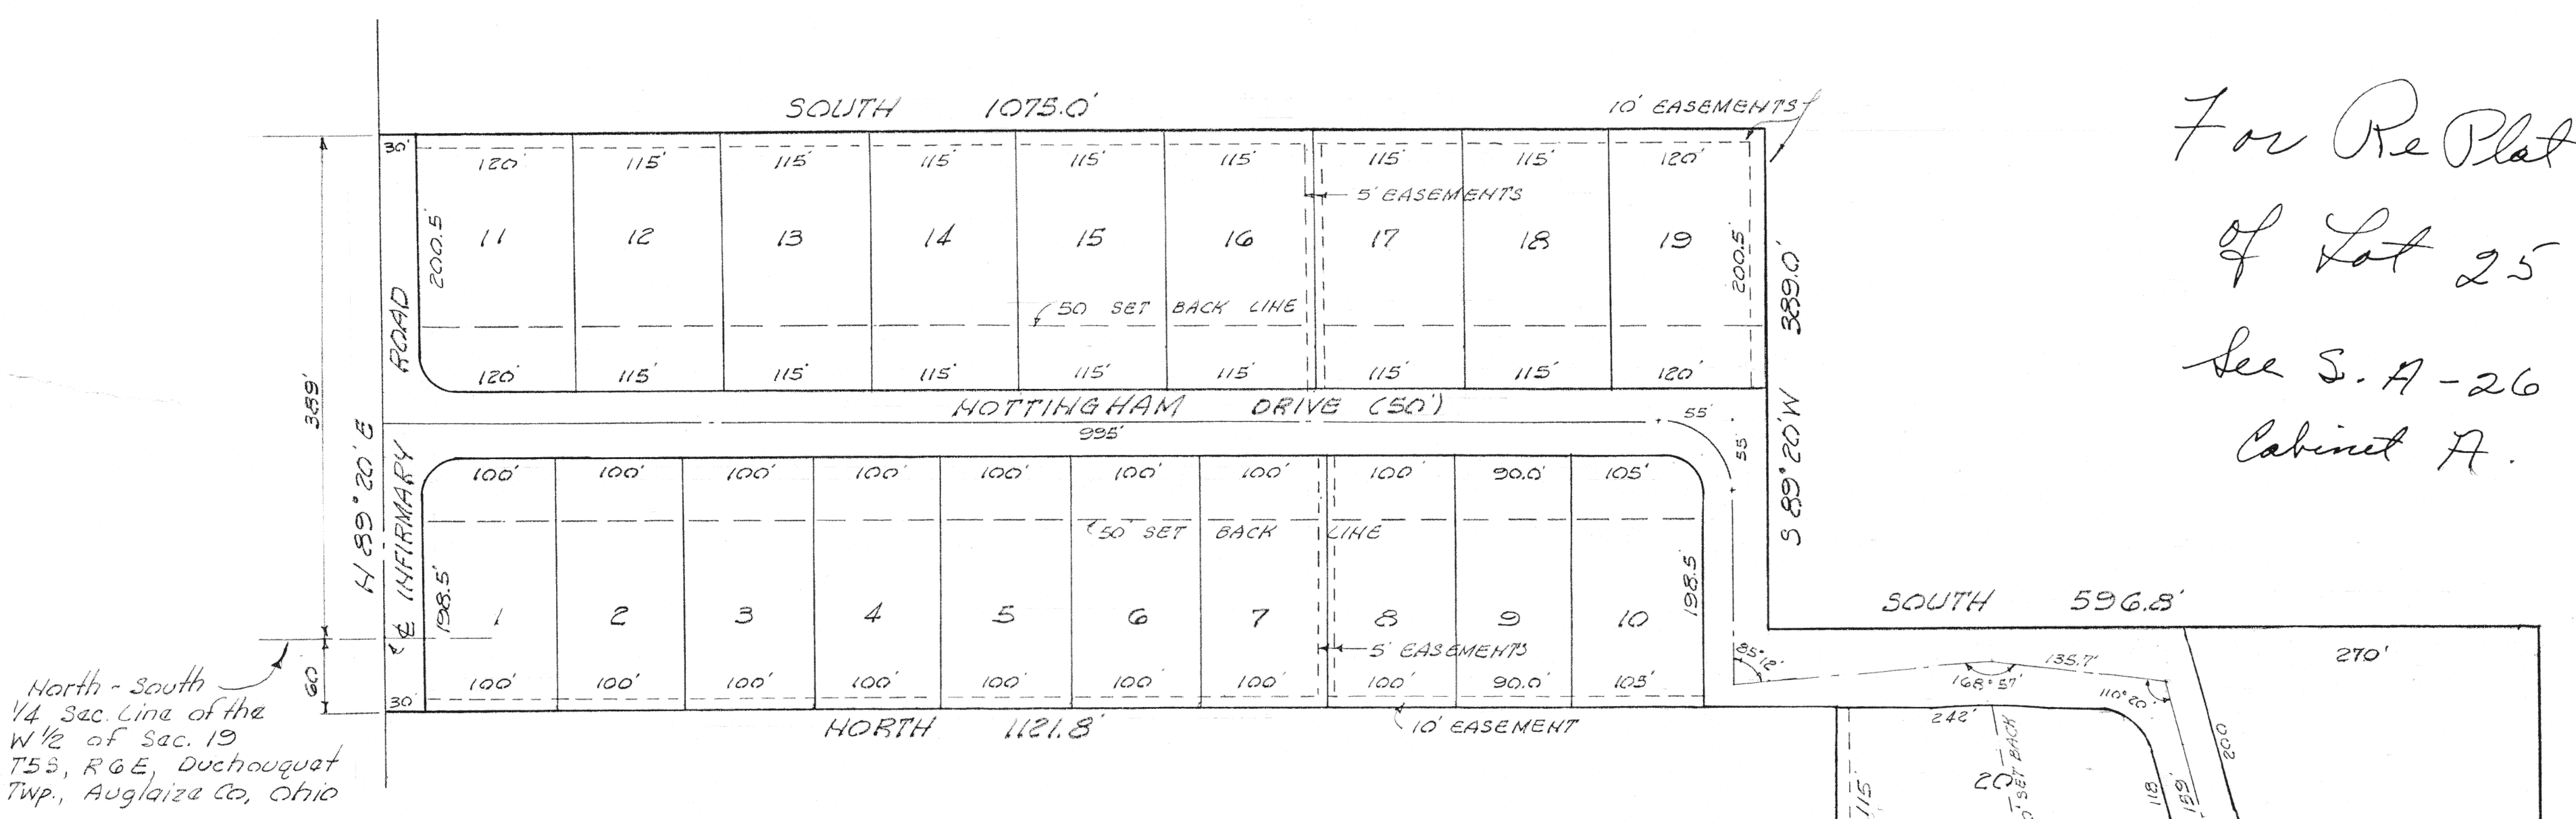 SOUTH 1075.0'
10' EASEMENTS
For Re Plat
of Lot 25
See S. A-26
Cabinet A.
30'
120' 115' 115' 115' 115' 115' 115' 115' 120'
5' EASEMENTS
200.5'
11 12 13 14 15 16 17 18 19
200.5'
389.0'
S 89° 20' W
50 SET BACK LINE
ROAD
120' 115' 115' 115' 115' 115' 115' 115' 120'
NOTTINGHAM DRIVE (50')
995'
55'
55'
389'
N 89° 20' E
℄ INFIRMARY
100' 100' 100' 100' 100' 100' 100' 100' 90.0' 105'
50' SET BACK LINE
198.5'
1 2 3 4 5 6 7 8 9 10
198.5'
5' EASEMENTS
60
30'
100' 100' 100' 100' 100' 100 100' 100' 90.0' 105'
NORTH 1121.8'
10' EASEMENT
North - South
1/4 Sec. Line of the
W 1/2 of Sec. 19
T5S, R6E, Duchouquet
Twp., Auglaize Co, Ohio
SOUTH 596.8'
85° 12'
168° 57'
135.7'
110° 20'
270'
242'
200
20
0' SET BACK
115'
118
159'